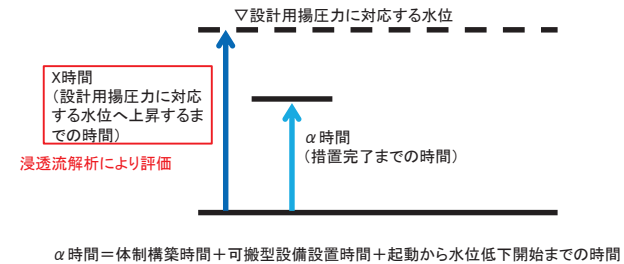 ▽設計用揚圧力に対応する水位
X時間
（設計用揚圧力に対応
する水位へ上昇するま
での時間）
浸透流解析により評価
α時間
（措置完了までの時間）
α時間＝体制構築時間＋可搬型設備設置時間＋起動から水位低下開始までの時間